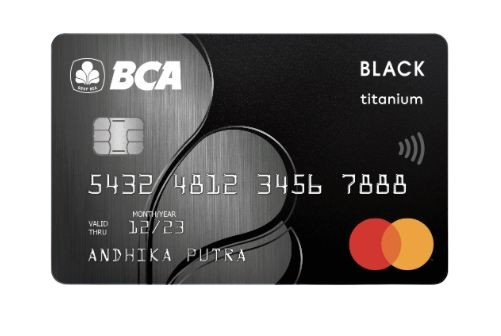 BCA
BLACK
titanium
5432 4812 3456 7888
MONTH/YEAR
VALID THRU 12/23
ANDHIKA PUTRA